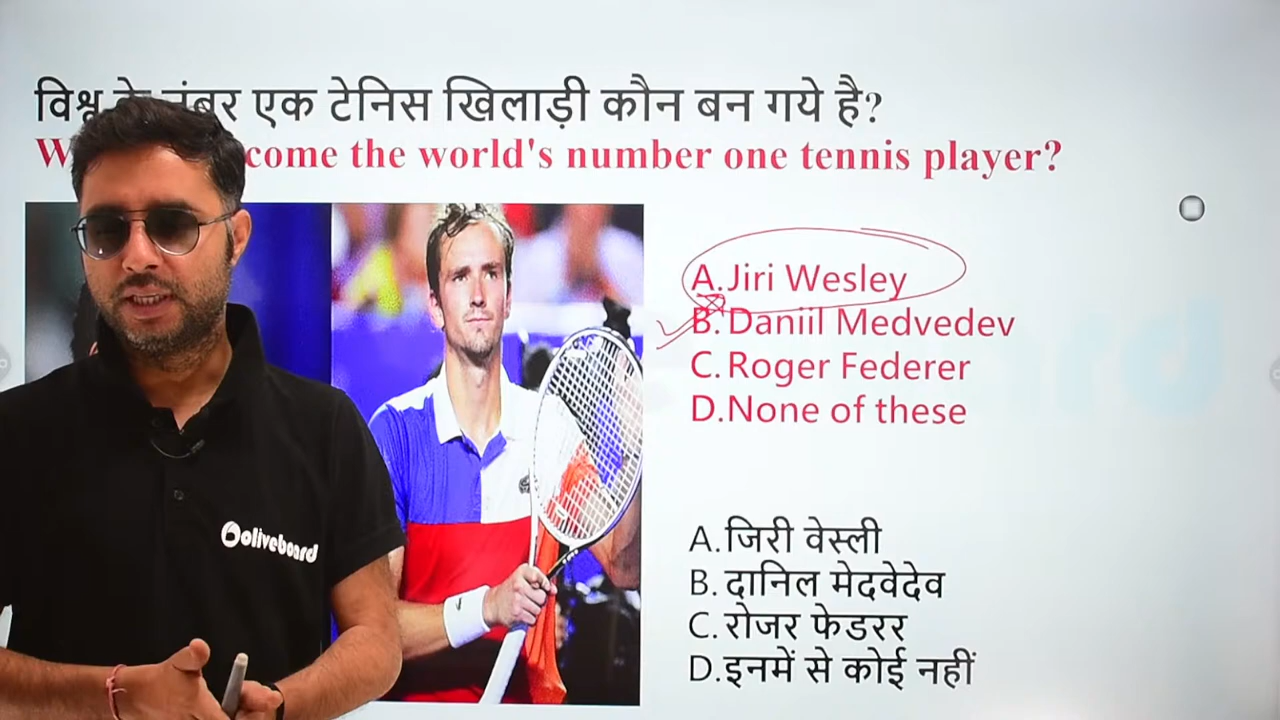 विश्व के नंबर एक टेनिस खिलाड़ी कौन बन गये है?
the world's number one tennis player?
A.Jiri Wesley
B.Daniil Medvedev
C.Roger Federer
D.None of these
oliveboard
A.जिरी वेस्ली
B.दानिल मेदवेदेव
C.रोजर फेडरर
D.इनमें से कोई नहीं